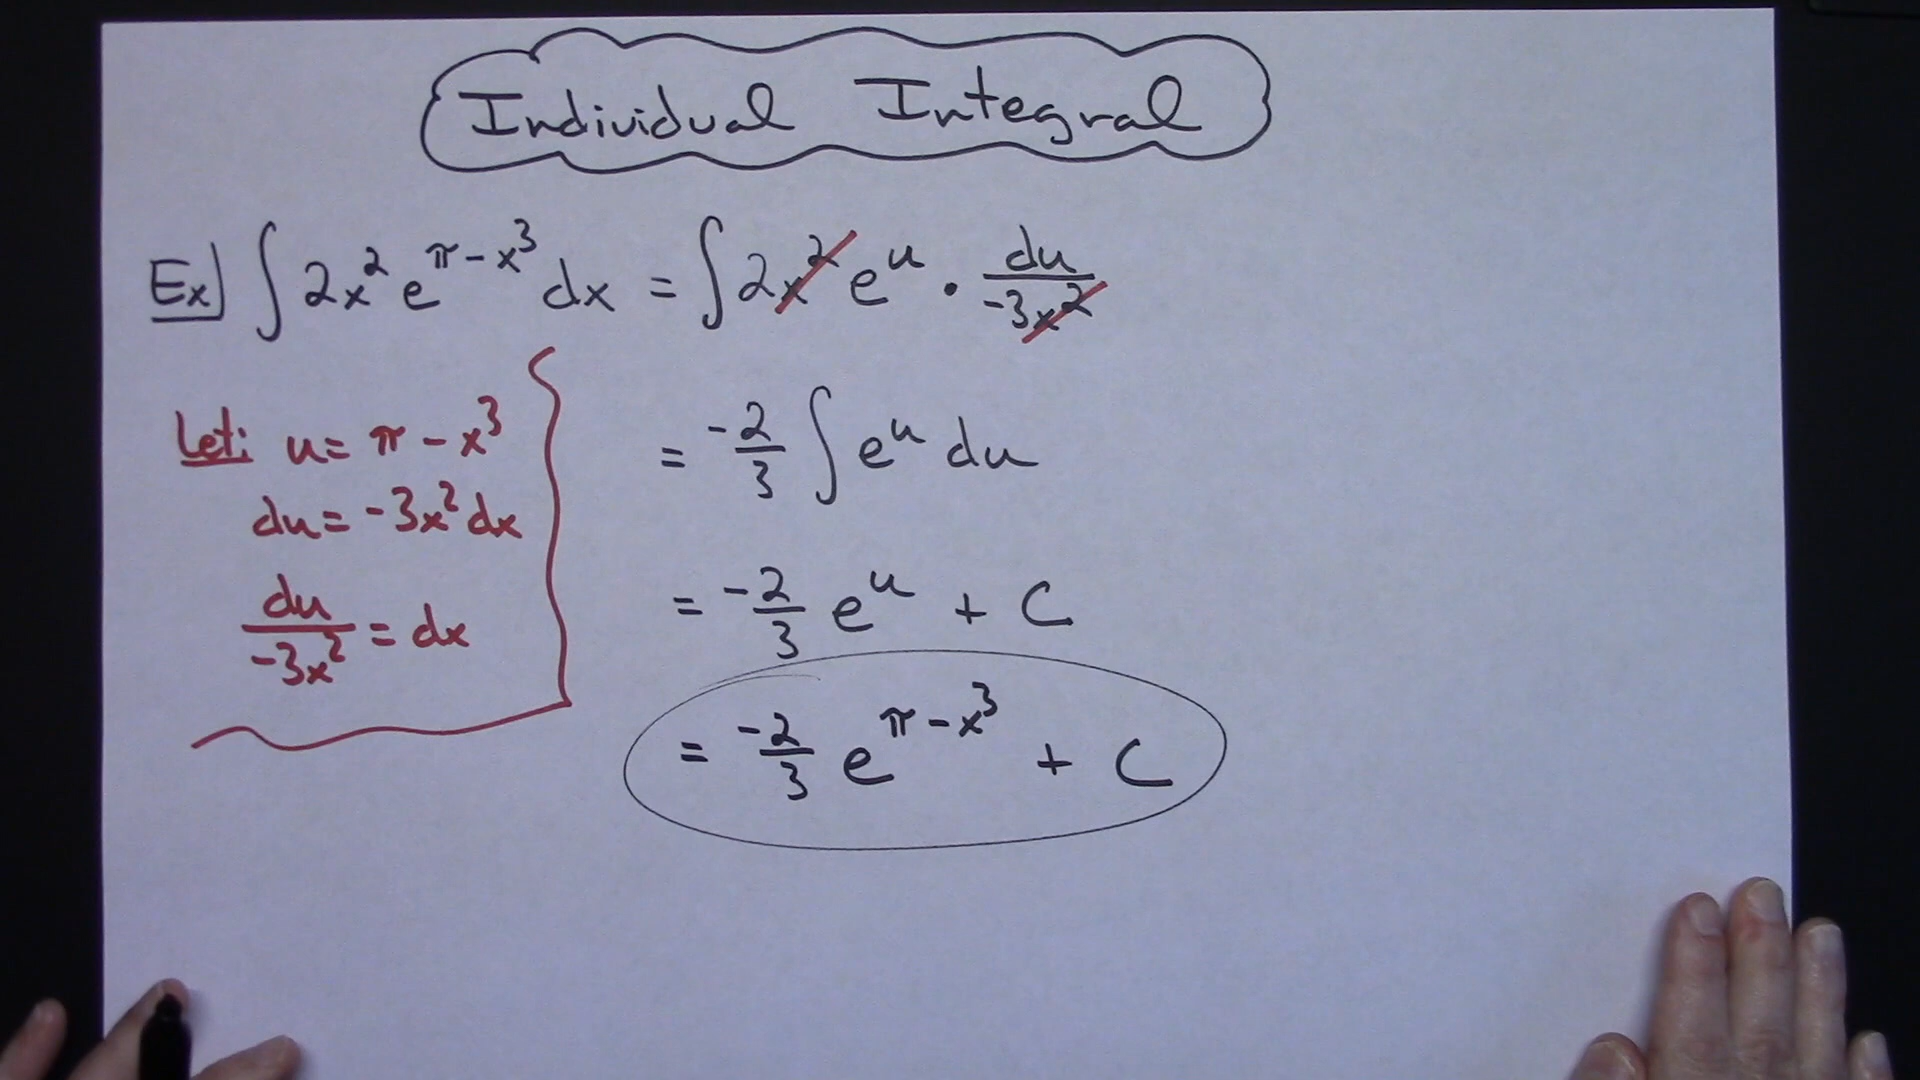 Individual Integral
Ex) ∫ 2x² e^(π-x³) dx = ∫ 2x² e^u · du/(-3x²)
Let: u = π - x³
du = -3x² dx
du/(-3x²) = dx
= -2/3 ∫ e^u du
= -2/3 e^u + C
= -2/3 e^(π-x³) + C